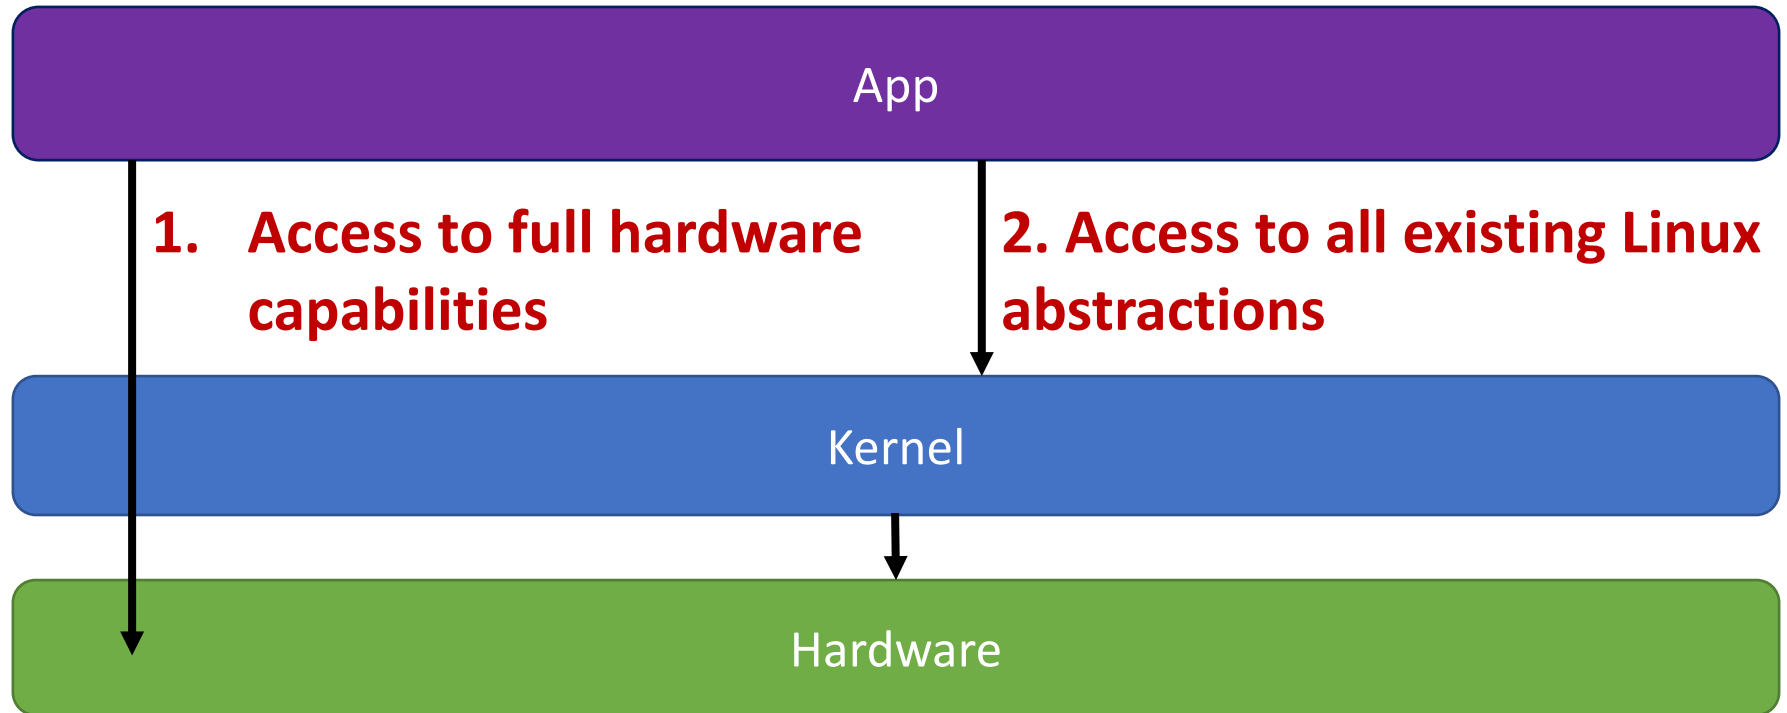 App
1. Access to full hardware
capabilities
2. Access to all existing Linux
abstractions
Kernel
Hardware